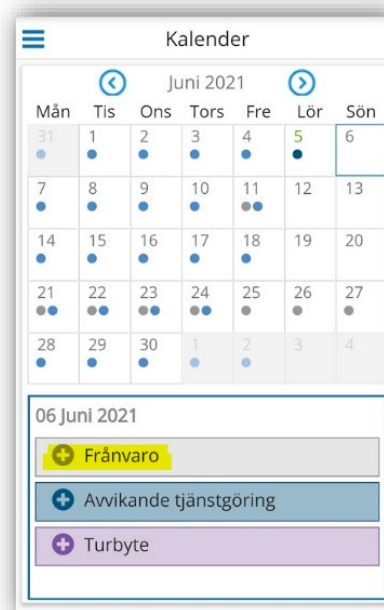 Kalender
Juni 2021
Mån Tis Ons Tors Fre Lör Sön
31 1 2 3 4 5 6
7 8 9 10 11 12 13
14 15 16 17 18 19 20
21 22 23 24 25 26 27
28 29 30 1 2 3 4
06 Juni 2021
Frånvaro
Avvikande tjänstgöring
Turbyte